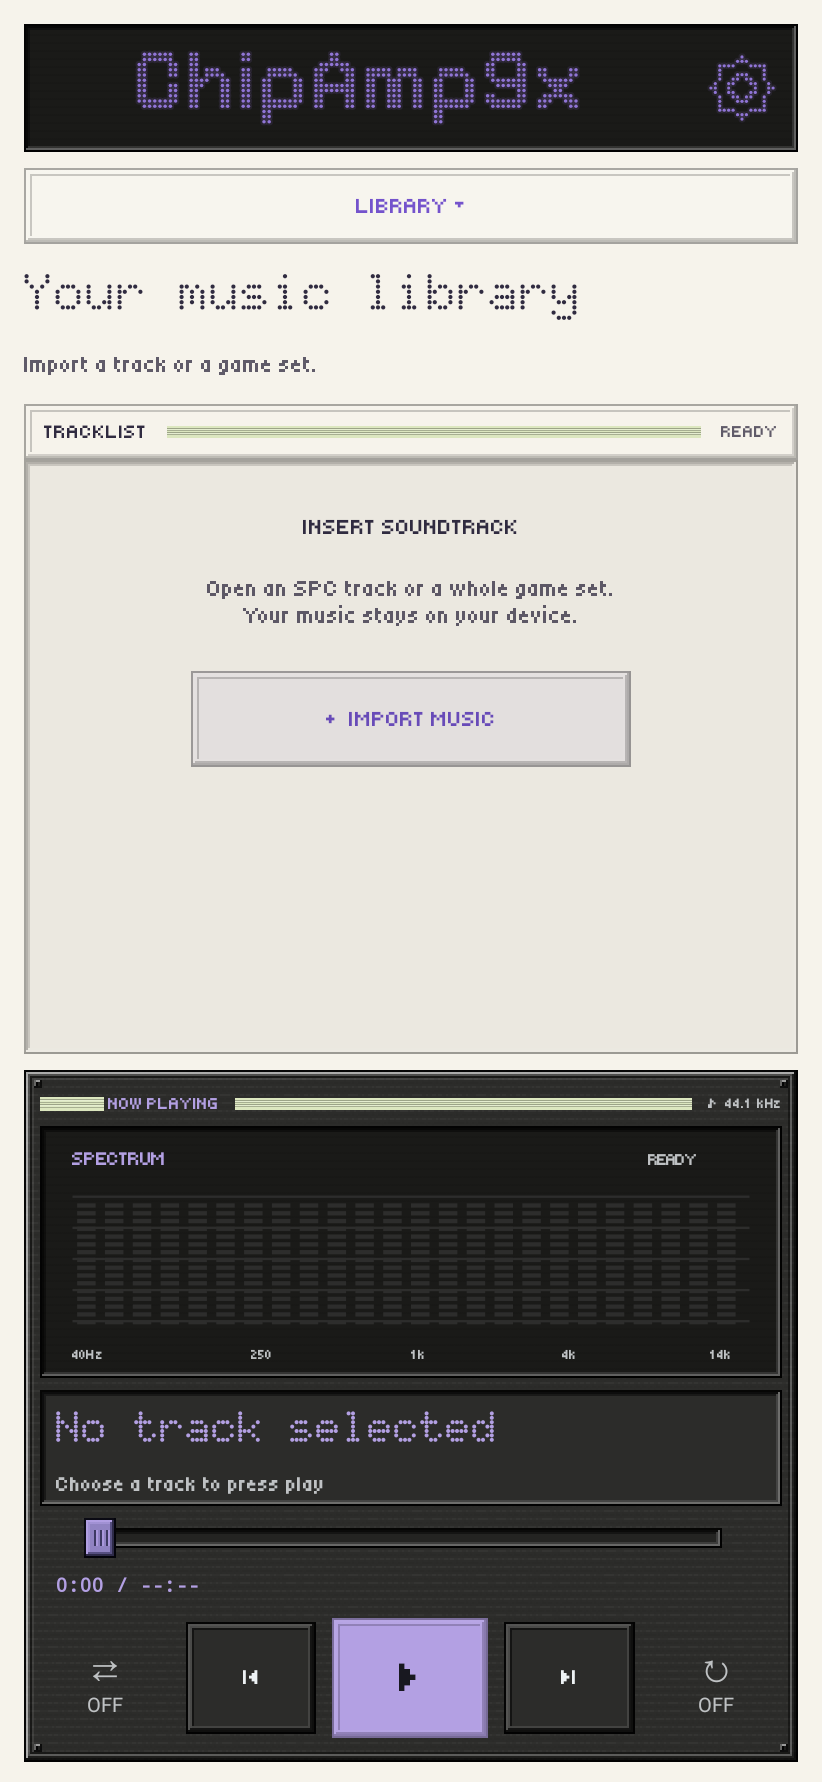 ChipAmp9x
LIBRARY ▾
Your music library
Import a track or a game set.
TRACKLIST READY
INSERT SOUNDTRACK
Open an SPC track or a whole game set.
Your music stays on your device.
+ IMPORT MUSIC
NOW PLAYING ♪ 44.1 kHz
SPECTRUM READY
40Hz 250 1k 4k 14k
No track selected
Choose a track to press play
0:00 / --:--
OFF OFF